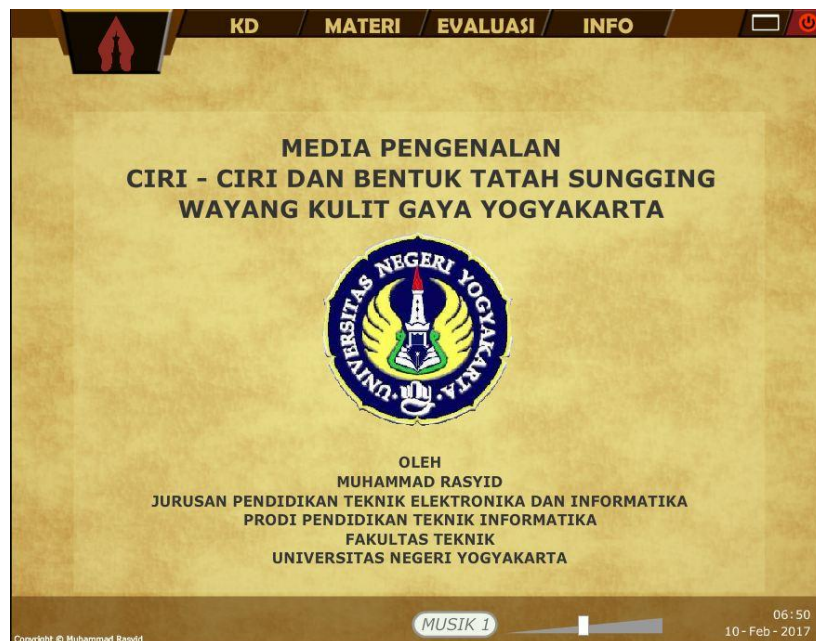 KD MATERI EVALUASI INFO
MEDIA PENGENALAN
CIRI - CIRI DAN BENTUK TATAH SUNGGING
WAYANG KULIT GAYA YOGYAKARTA
UNIVERSITAS NEGERI YOGYAKARTA
OLEH
MUHAMMAD RASYID
JURUSAN PENDIDIKAN TEKNIK ELEKTRONIKA DAN INFORMATIKA
PRODI PENDIDIKAN TEKNIK INFORMATIKA
FAKULTAS TEKNIK
UNIVERSITAS NEGERI YOGYAKARTA
MUSIK 1
06:50
10-Feb-2017
Copyright © Muhammad Rasyid